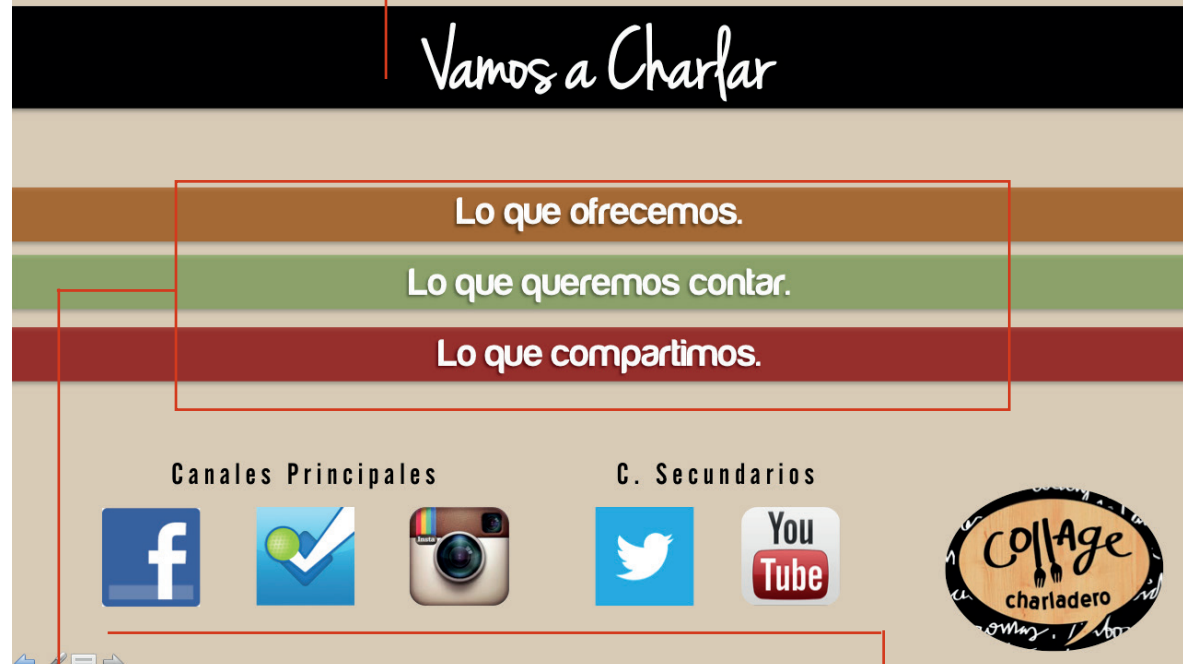 Vamos a Charlar
Lo que ofrecemos.
Lo que queremos contar.
Lo que compartimos.
Canales Principales
C. Secundarios
f
Insta
You
Tube
collAge
charladero